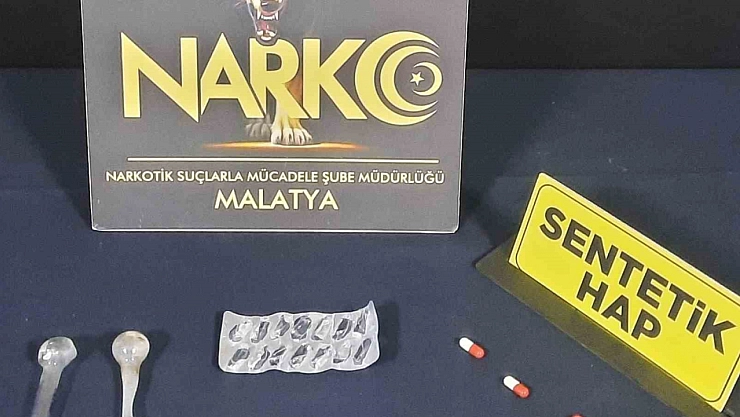 NARKO
NARKOTİK SUÇLARLA MÜCADELE ŞUBE MÜDÜRLÜĞÜ
MALATYA
SENTETİK
HAP